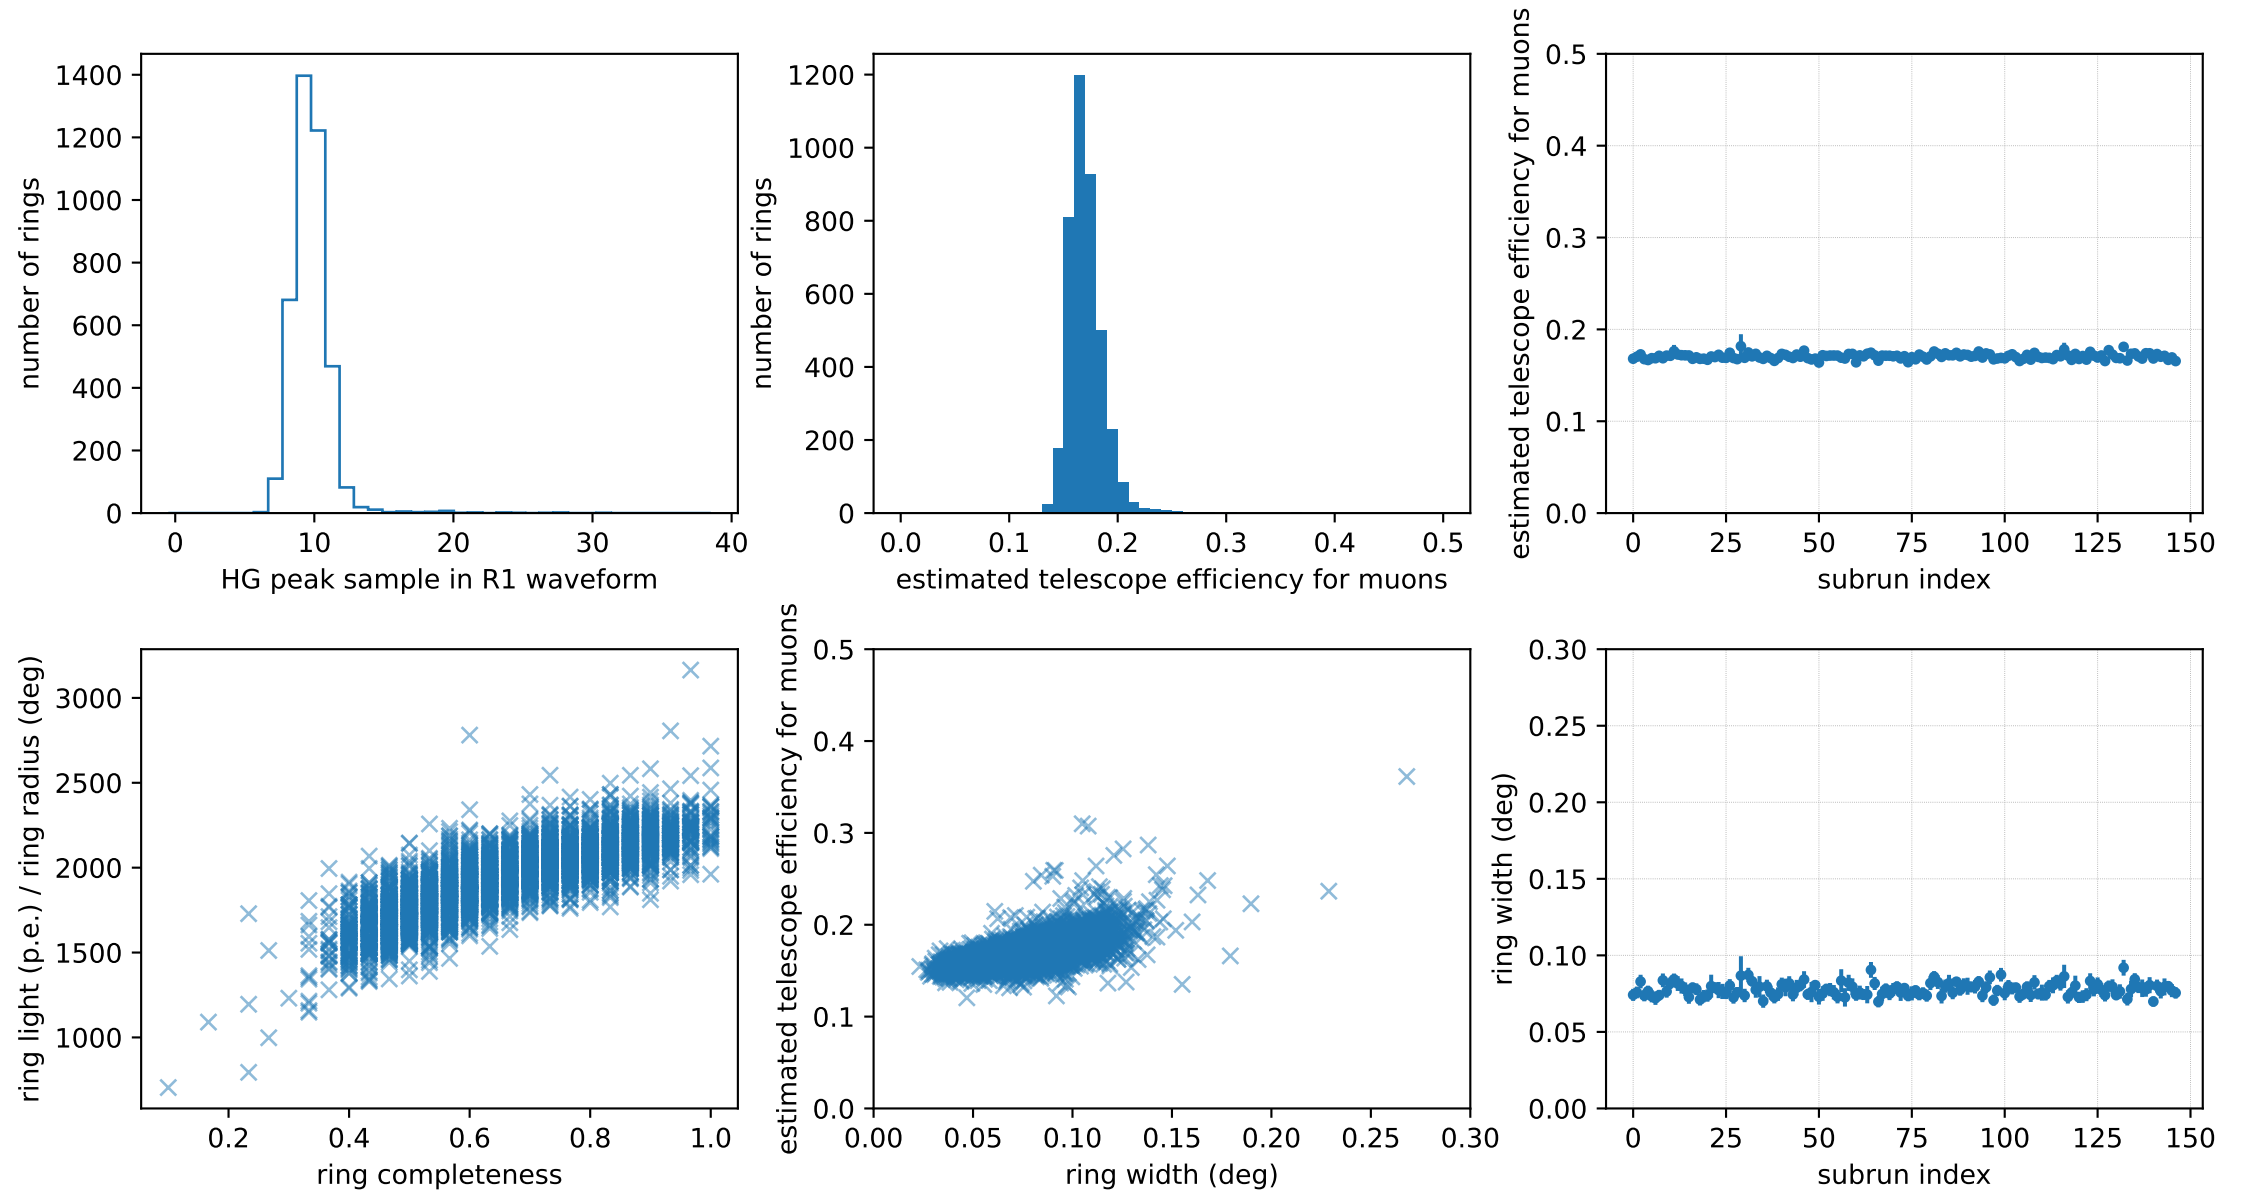 1400
1200
1000
800
600
400
200
0
number of rings
0 10 20 30 40
HG peak sample in R1 waveform
1200
1000
800
600
400
200
0
number of rings
0.0 0.1 0.2 0.3 0.4 0.5
estimated telescope efficiency for muons
0.5
0.4
0.3
0.2
0.1
0.0
estimated telescope efficiency for muons
0 25 50 75 100 125 150
subrun index
3000
2500
2000
1500
1000
ring light (p.e.) / ring radius (deg)
0.2 0.4 0.6 0.8 1.0
ring completeness
0.5
0.4
0.3
0.2
0.1
0.0
estimated telescope efficiency for muons
0.00 0.05 0.10 0.15 0.20 0.25 0.30
ring width (deg)
0.30
0.25
0.20
0.15
0.10
0.05
0.00
ring width (deg)
0 25 50 75 100 125 150
subrun index